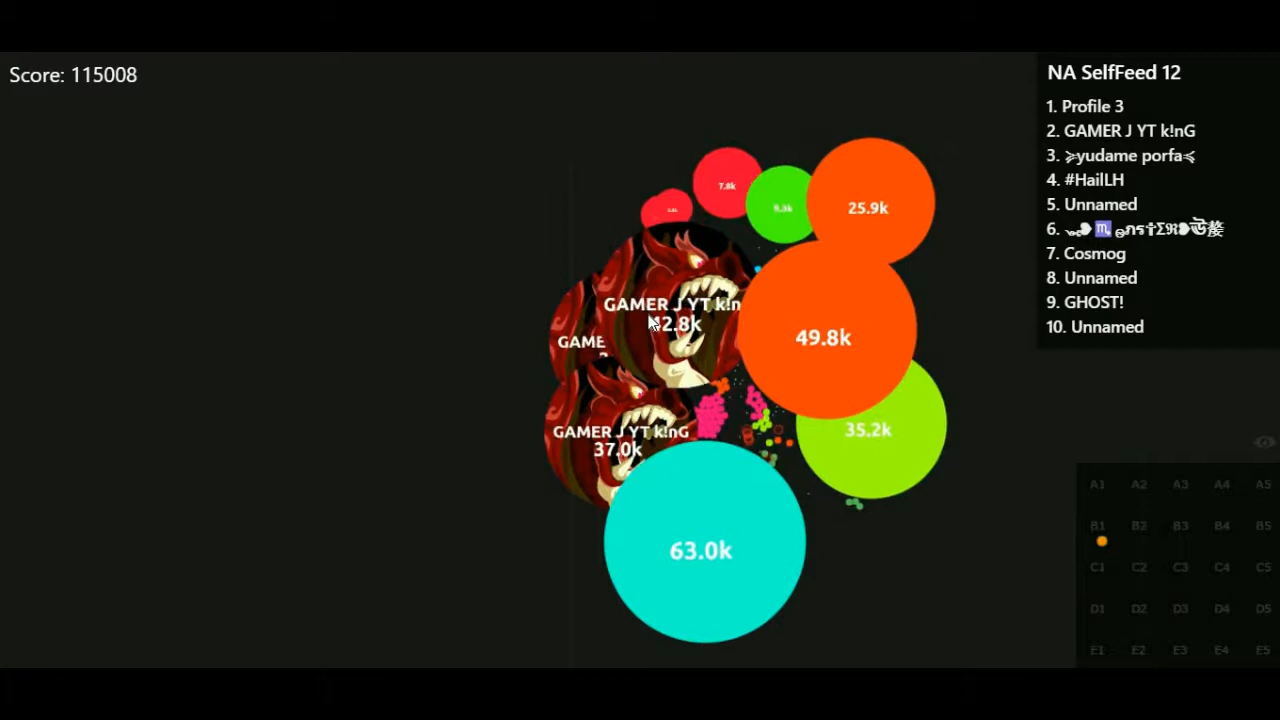 Score: 115008
NA SelfFeed 12
1. Profile 3
2. GAMER J YT k!nG
3. ⪖yudame porfa⪕
4. #HailLH
5. Unnamed
6.
7. Cosmog
8. Unnamed
9. GHOST!
10. Unnamed
7.8k
25.9k
GAMER J YT k!n
2.8k
GAME
49.8k
35.2k
GAMER J YT k!nG
37.0k
63.0k
A1 A2 A3 A4 A5
B1 B2 B3 B4 B5
C1 C2 C3 C4 C5
D1 D2 D3 D4 D5
E1 E2 E3 E4 E5